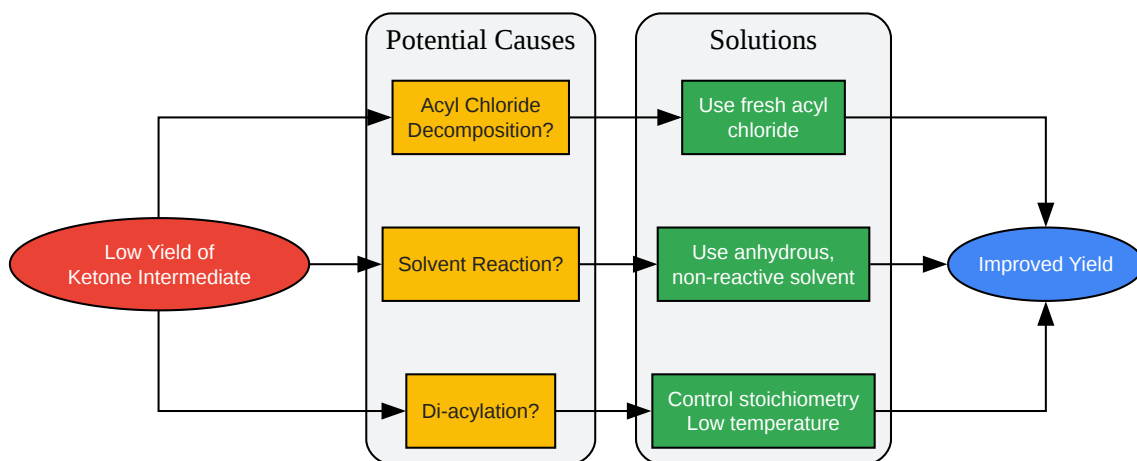 Potential Causes
Solutions
Acyl Chloride
Decomposition?
Use fresh acyl
chloride
Low Yield of
Ketone Intermediate
Solvent Reaction?
Use anhydrous,
non-reactive solvent
Improved Yield
Di-acylation?
Control stoichiometry
Low temperature